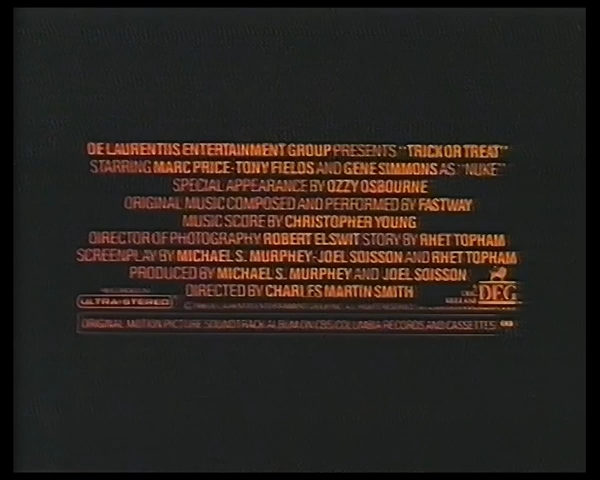 DE LAURENTIIS ENTERTAINMENT GROUP PRESENTS "TRICK OR TREAT"
STARRING MARC PRICE · TONY FIELDS AND GENE SIMMONS AS "NUKE"
SPECIAL APPEARANCE BY OZZY OSBOURNE
ORIGINAL MUSIC COMPOSED AND PERFORMED BY FASTWAY
MUSIC SCORE BY CHRISTOPHER YOUNG
DIRECTOR OF PHOTOGRAPHY ROBERT ELSWIT STORY BY RHET TOPHAM
SCREENPLAY BY MICHAEL S. MURPHEY · JOEL SOISSON AND RHET TOPHAM
PRODUCED BY MICHAEL S. MURPHEY AND JOEL SOISSON
DIRECTED BY CHARLES MARTIN SMITH
ULTRA*STEREO
RELEASE DEG
ORIGINAL MOTION PICTURE SOUNDTRACK ALBUM ON CBS/COLUMBIA RECORDS AND CASSETTES